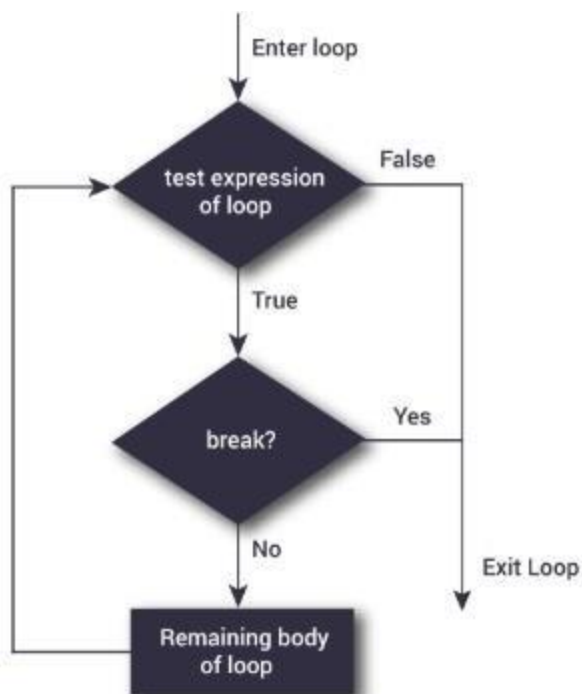 Enter loop
test expression
of loop
False
True
break?
Yes
No
Exit Loop
Remaining body
of loop